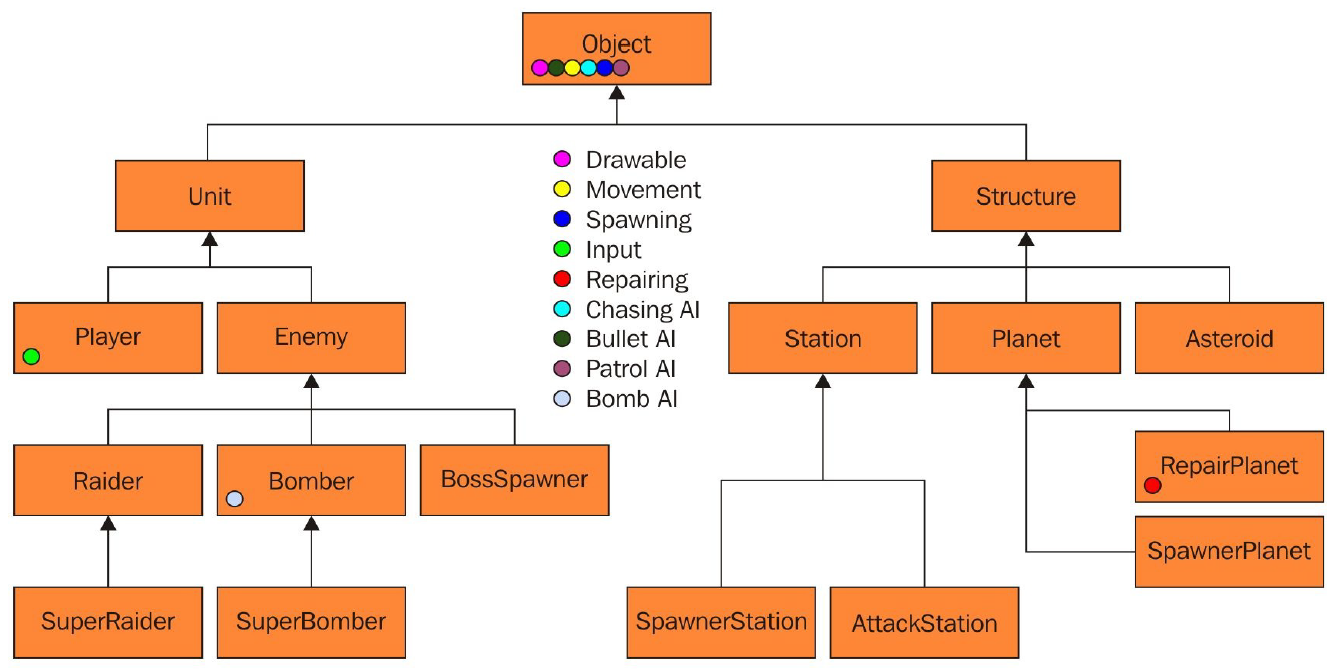 Object
Drawable
Movement
Spawning
Input
Repairing
Chasing AI
Bullet AI
Patrol AI
Bomb AI
Unit
Structure
Player
Enemy
Station
Planet
Asteroid
Raider
Bomber
BossSpawner
RepairPlanet
SpawnerPlanet
SuperRaider
SuperBomber
SpawnerStation
AttackStation